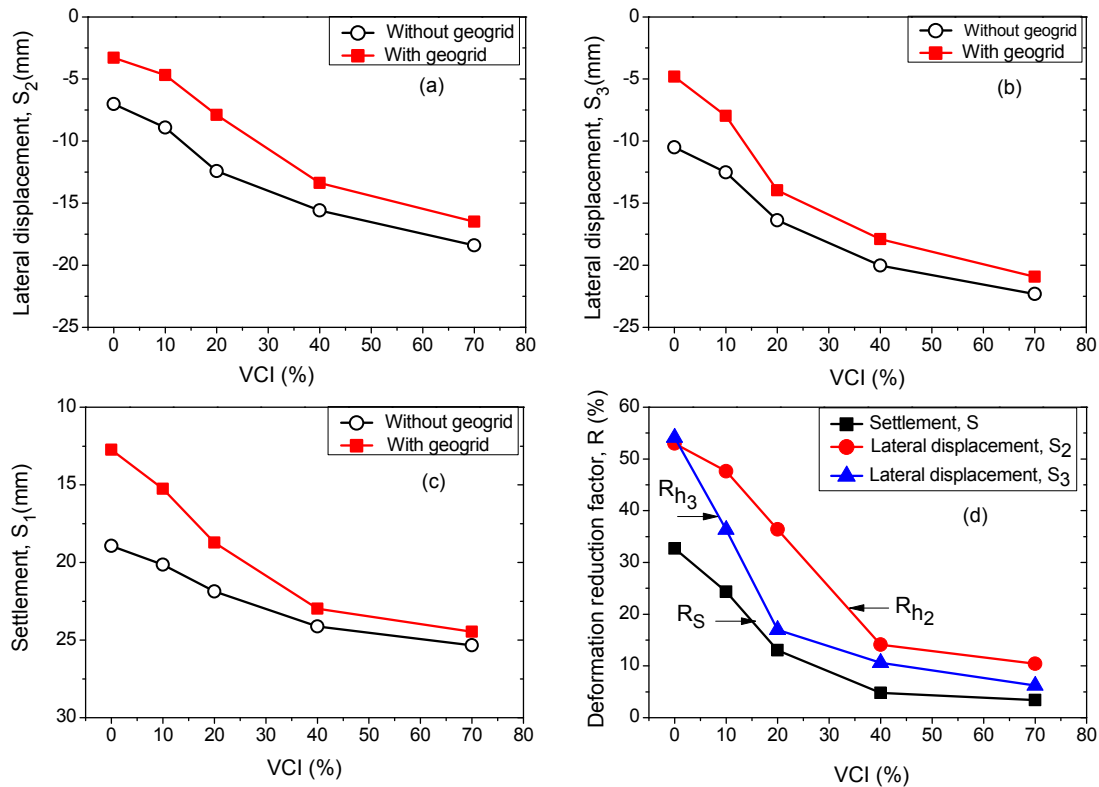 0
-5
-10
-15
-20
-25
Lateral displacement, S2(mm)
Without geogrid
With geogrid
(a)
0 10 20 30 40 50 60 70 80
VCI (%)
0
-5
-10
-15
-20
-25
Lateral displacement, S3(mm)
Without geogrid
With geogrid
(b)
0 10 20 30 40 50 60 70 80
VCI (%)
10
15
20
25
30
Settlement, S1(mm)
Without geogrid
With geogrid
(c)
0 10 20 30 40 50 60 70 80
VCI (%)
60
50
40
30
20
10
0
Deformation reduction factor, R (%)
Settlement, S
Lateral displacement, S2
Lateral displacement, S3
(d)
Rh3
RS
Rh2
0 10 20 30 40 50 60 70 80
VCI (%)